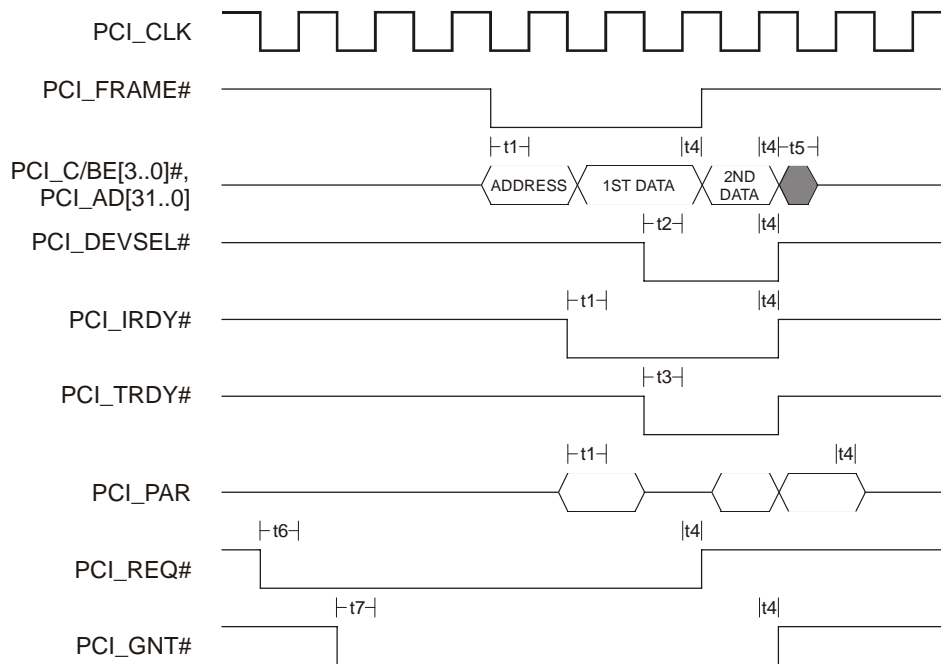 PCI_CLK
PCI_FRAME#
t1 t4 t4 t5
PCI_C/BE[3..0]#,
PCI_AD[31..0]
ADDRESS 1ST DATA 2ND
DATA
t2 t4
PCI_DEVSEL#
t1 t4
PCI_IRDY#
t3
PCI_TRDY#
t1 t4
PCI_PAR
t6 t4
PCI_REQ#
t7 t4
PCI_GNT#